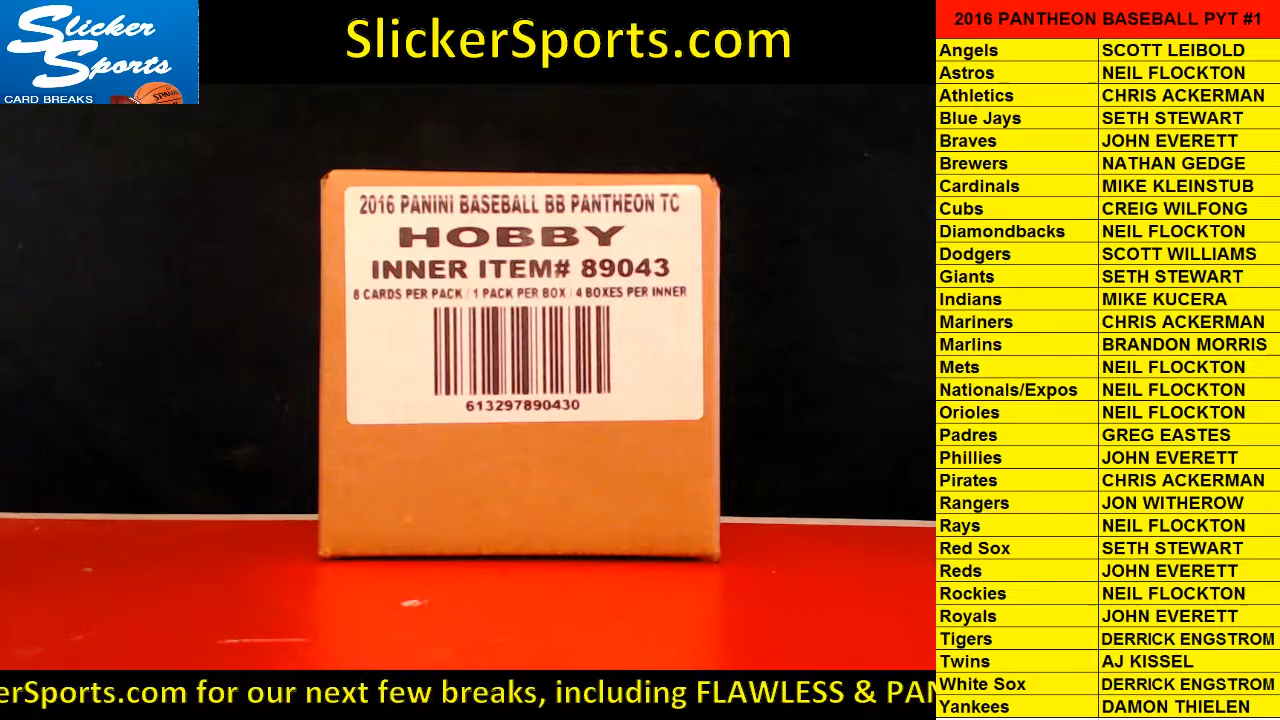 Slicker
Sports
CARD BREAKS
SPALDING
SlickerSports.com
2016 PANINI BASEBALL BB PANTHEON TC
HOBBY
INNER ITEM# 89043
8 CARDS PER PACK / 1 PACK PER BOX / 4 BOXES PER INNER
613297890430
2016 PANTHEON BASEBALL PYT #1
Angels SCOTT LEIBOLD
Astros NEIL FLOCKTON
Athletics CHRIS ACKERMAN
Blue Jays SETH STEWART
Braves JOHN EVERETT
Brewers NATHAN GEDGE
Cardinals MIKE KLEINSTUB
Cubs CREIG WILFONG
Diamondbacks NEIL FLOCKTON
Dodgers SCOTT WILLIAMS
Giants SETH STEWART
Indians MIKE KUCERA
Mariners CHRIS ACKERMAN
Marlins BRANDON MORRIS
Mets NEIL FLOCKTON
Nationals/Expos NEIL FLOCKTON
Orioles NEIL FLOCKTON
Padres GREG EASTES
Phillies JOHN EVERETT
Pirates CHRIS ACKERMAN
Rangers JON WITHEROW
Rays NEIL FLOCKTON
Red Sox SETH STEWART
Reds JOHN EVERETT
Rockies NEIL FLOCKTON
Royals JOHN EVERETT
Tigers DERRICK ENGSTROM
Twins AJ KISSEL
White Sox DERRICK ENGSTROM
Yankees DAMON THIELEN
erSports.com for our next few breaks, including FLAWLESS & PAN